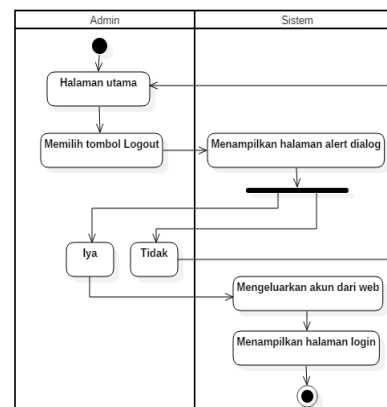 Admin
Sistem
Halaman utama
Memilih tombol Logout
Menampilkan halaman alert dialog
Iya
Tidak
Mengeluarkan akun dari web
Menampilkan halaman login